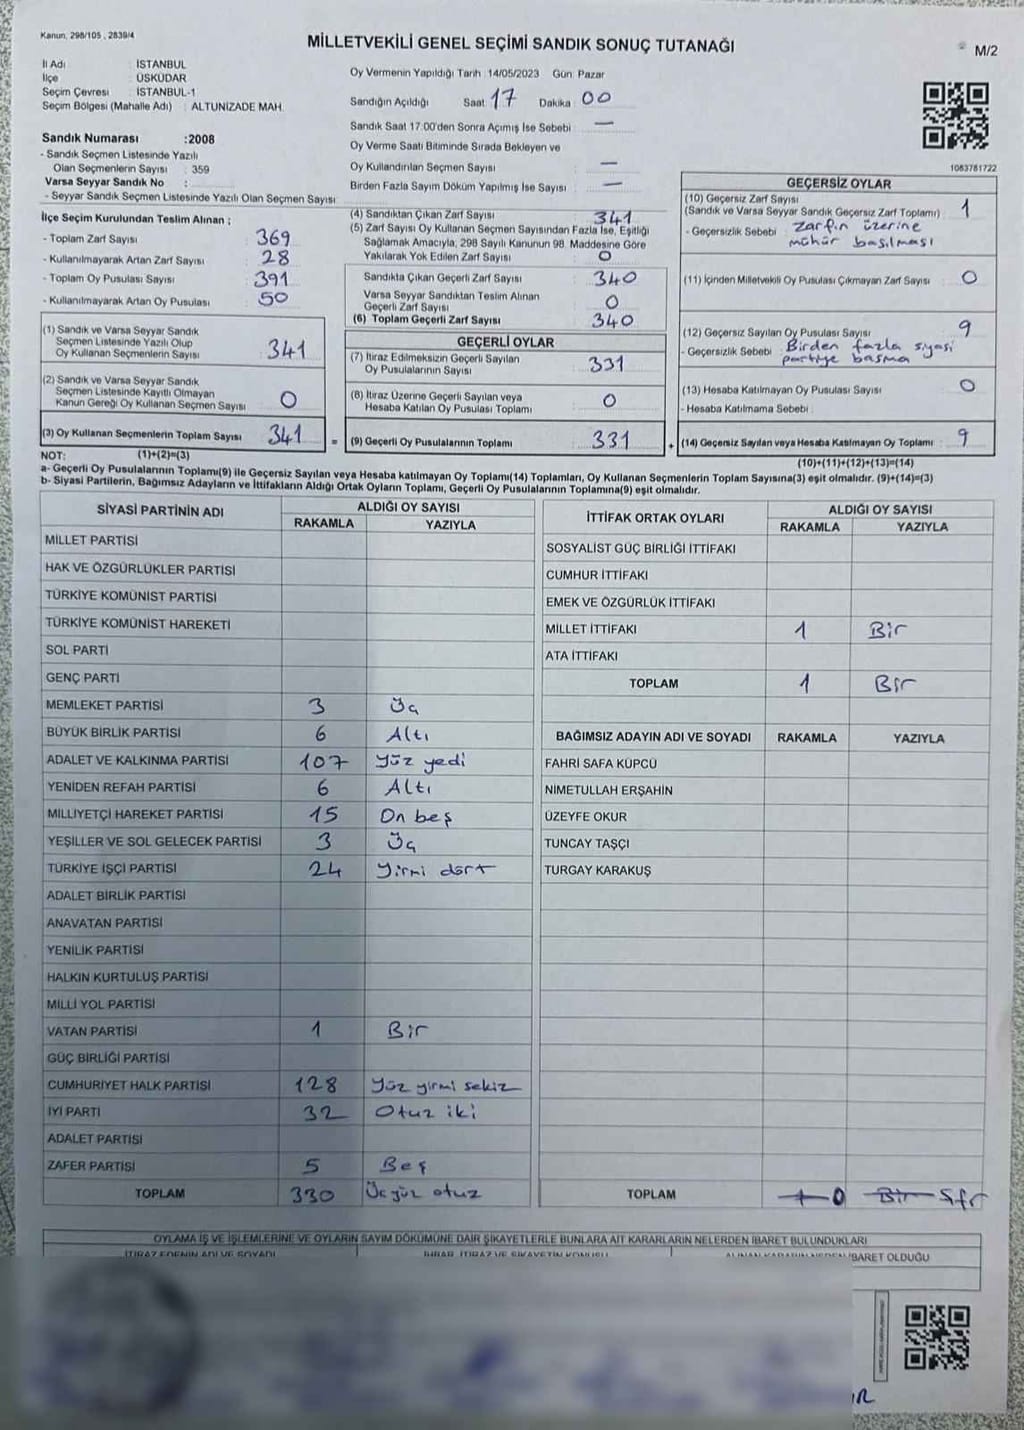 Kanun, 298/105 , 2839/4
MİLLETVEKİLİ GENEL SEÇİMİ SANDIK SONUÇ TUTANAĞI
M/2
İl Adı : İSTANBUL
İlçe : ÜSKÜDAR
Seçim Çevresi : İSTANBUL-1
Seçim Bölgesi (Mahalle Adı) : ALTUNİZADE MAH.
Sandık Numarası :2008
- Sandık Seçmen Listesinde Yazılı
Olan Seçmenlerin Sayısı : 359
Varsa Seyyar Sandık No :
- Seyyar Sandık Seçmen Listesinde Yazılı Olan Seçmen Sayısı :
İlçe Seçim Kurulundan Teslim Alınan ;
- Toplam Zarf Sayısı : 369
- Kullanılmayarak Artan Zarf Sayısı : 28
- Toplam Oy Pusulası Sayısı : 391
- Kullanılmayarak Artan Oy Pusulası : 50
Oy Vermenin Yapıldığı Tarih :14/05/2023 Gün: Pazar
Sandığın Açıldığı Saat: 17 Dakika: 00
Sandık Saat 17.00'den Sonra Açımış İse Sebebi : —
Oy Verme Saati Bitiminde Sırada Bekleyen ve
Oy Kullandırılan Seçmen Sayısı : —
Birden Fazla Sayım Döküm Yapılmış İse Sayısı : —
(4) Sandıktan Çıkan Zarf Sayısı : 341
(5) Zarf Sayısı Oy Kullanan Seçmen Sayısından Fazla İse, Eşitliği
Sağlamak Amacıyla, 298 Sayılı Kanunun 98. Maddesine Göre
Yakılarak Yok Edilen Zarf Sayısı : 0
Sandıkta Çıkan Geçerli Zarf Sayısı : 340
Varsa Seyyar Sandıktan Teslim Alınan
Geçerli Zarf Sayısı : 0
(6) Toplam Geçerli Zarf Sayısı : 340
1083781722
GEÇERSİZ OYLAR
(10) Geçersiz Zarf Sayısı
(Sandık ve Varsa Seyyar Sandık Geçersiz Zarf Toplamı) : 1
- Geçersizlik Sebebi : Zarfın üzerine
mühür basılması
(11) İçinden Milletvekili Oy Pusulası Çıkmayan Zarf Sayısı : 0
(12) Geçersiz Sayılan Oy Pusulası Sayısı : 9
- Geçersizlik Sebebi : Birden fazla siyasi
partiye basma
(13) Hesaba Katılmayan Oy Pusulası Sayısı : 0
- Hesaba Katılmama Sebebi :
(14) Geçersiz Sayılan veya Hesaba Katılmayan Oy Toplamı : 9
(10)+(11)+(12)+(13)=(14)
(1) Sandık ve Varsa Seyyar Sandık
Seçmen Listesinde Yazılı Olup
Oy Kullanan Seçmenlerin Sayısı : 341
(2) Sandık ve Varsa Seyyar Sandık
Seçmen Listesinde Kayıtlı Olmayan
Kanun Gereği Oy Kullanan Seçmen Sayısı : 0
(3) Oy Kullanan Seçmenlerin Toplam Sayısı : 341
=
GEÇERLİ OYLAR
(7) İtiraz Edilmeksizin Geçerli Sayılan
Oy Pusulalarının Sayısı : 331
(8) İtiraz Üzerine Geçerli Sayılan veya
Hesaba Katılan Oy Pusulası Toplamı : 0
(9) Geçerli Oy Pusulalarının Toplamı : 331
+
NOT: (1)+(2)=(3)
a- Geçerli Oy Pusulalarının Toplamı(9) ile Geçersiz Sayılan veya Hesaba katılmayan Oy Toplamı(14) Toplamları, Oy Kullanan Seçmenlerin Toplam Sayısına(3) eşit olmalıdır. (9)+(14)=(3)
b- Siyasi Partilerin, Bağımsız Adayların ve İttifakların Aldığı Ortak Oyların Toplamı, Geçerli Oy Pusulalarının Toplamına(9) eşit olmalıdır.
SİYASİ PARTİNİN ADI ALDIĞI OY SAYISI
RAKAMLA YAZIYLA
MİLLET PARTİSİ
HAK VE ÖZGÜRLÜKLER PARTİSİ
TÜRKİYE KOMÜNİST PARTİSİ
TÜRKİYE KOMÜNİST HAREKETİ
SOL PARTİ
GENÇ PARTİ
MEMLEKET PARTİSİ 3 Üç
BÜYÜK BİRLİK PARTİSİ 6 Altı
ADALET VE KALKINMA PARTİSİ 107 Yüz yedi
YENİDEN REFAH PARTİSİ 6 Altı
MİLLİYETÇİ HAREKET PARTİSİ 15 On beş
YEŞİLLER VE SOL GELECEK PARTİSİ 3 Üç
TÜRKİYE İŞÇİ PARTİSİ 24 Yirmi dört
ADALET BİRLİK PARTİSİ
ANAVATAN PARTİSİ
YENİLİK PARTİSİ
HALKIN KURTULUŞ PARTİSİ
MİLLİ YOL PARTİSİ
VATAN PARTİSİ 1 Bir
GÜÇ BİRLİĞİ PARTİSİ
CUMHURİYET HALK PARTİSİ 128 Yüz yirmi sekiz
İYİ PARTİ 32 Otuz iki
ADALET PARTİSİ
ZAFER PARTİSİ 5 Beş
TOPLAM 330 Üçyüz otuz
İTTİFAK ORTAK OYLARI ALDIĞI OY SAYISI
RAKAMLA YAZIYLA
SOSYALİST GÜÇ BİRLİĞİ İTTİFAKI
CUMHUR İTTİFAKI
EMEK VE ÖZGÜRLÜK İTTİFAKI
MİLLET İTTİFAKI 1 Bir
ATA İTTİFAKI
TOPLAM 1 Bir
BAĞIMSIZ ADAYIN ADI VE SOYADI RAKAMLA YAZIYLA
FAHRİ SAFA KÜPCÜ
NİMETULLAH ERŞAHİN
ÜZEYFE OKUR
TUNCAY TAŞÇI
TURGAY KARAKUŞ
TOPLAM 1 0 Bir Sıfır
OYLAMA İŞ VE İŞLEMLERİNE VE OYLARIN SAYIM DÖKÜMÜNE DAİR ŞİKAYETLERLE BUNLARA AİT KARARLARIN NELERDEN İBARET BULUNDUKLARI
İTİRAZ EDENİN ADI VE SOYADI
İBARET OLDUĞU